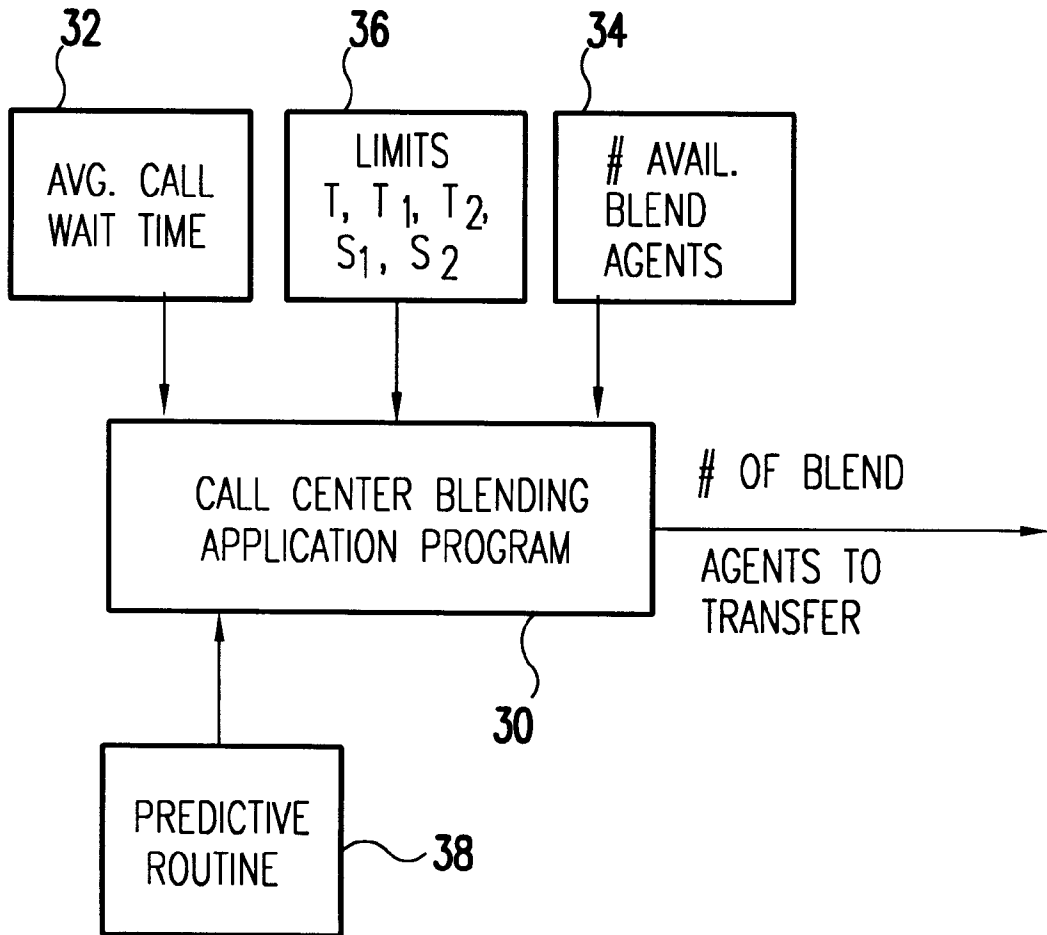 32
36
34
AVG. CALL
WAIT TIME
LIMITS
T, T1, T2,
S1, S2
# AVAIL.
BLEND
AGENTS
CALL CENTER BLENDING
APPLICATION PROGRAM
# OF BLEND
AGENTS TO
TRANSFER
30
PREDICTIVE
ROUTINE
38